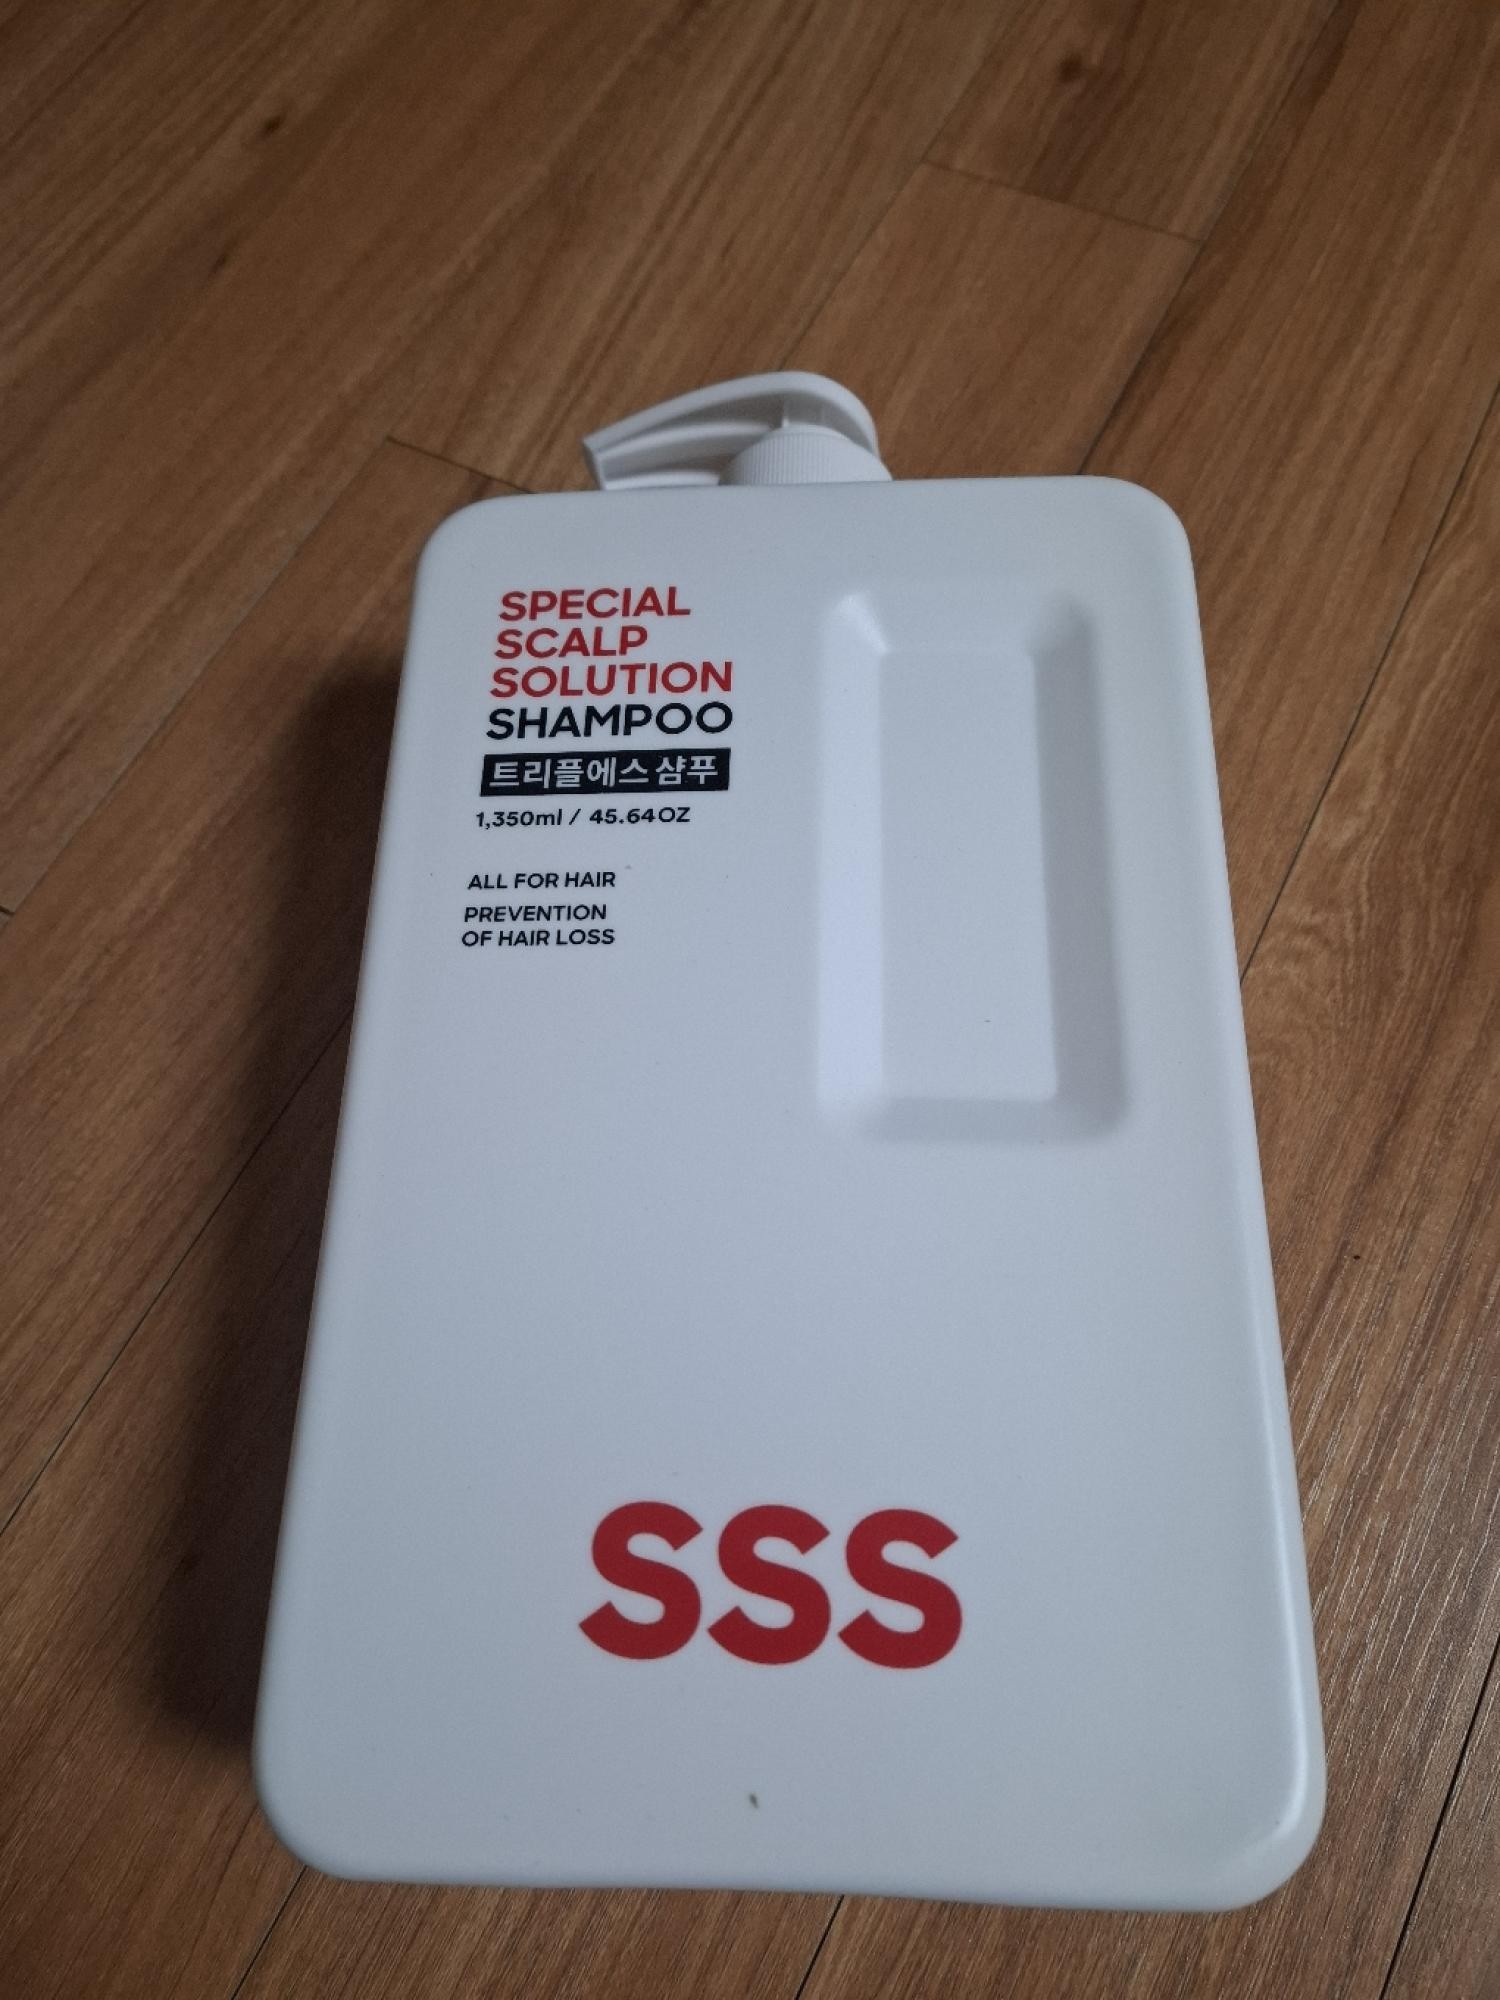 SPECIAL
SCALP
SOLUTION
SHAMPOO
트리플에스 샴푸
1,350ml / 45.64OZ
ALL FOR HAIR
PREVENTION
OF HAIR LOSS
SSS